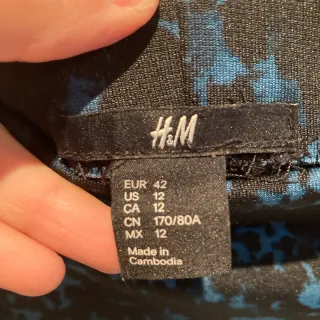 H&M
EUR 42
US 12
CA 12
CN 170/80A
MX 12
Made in
Cambodia